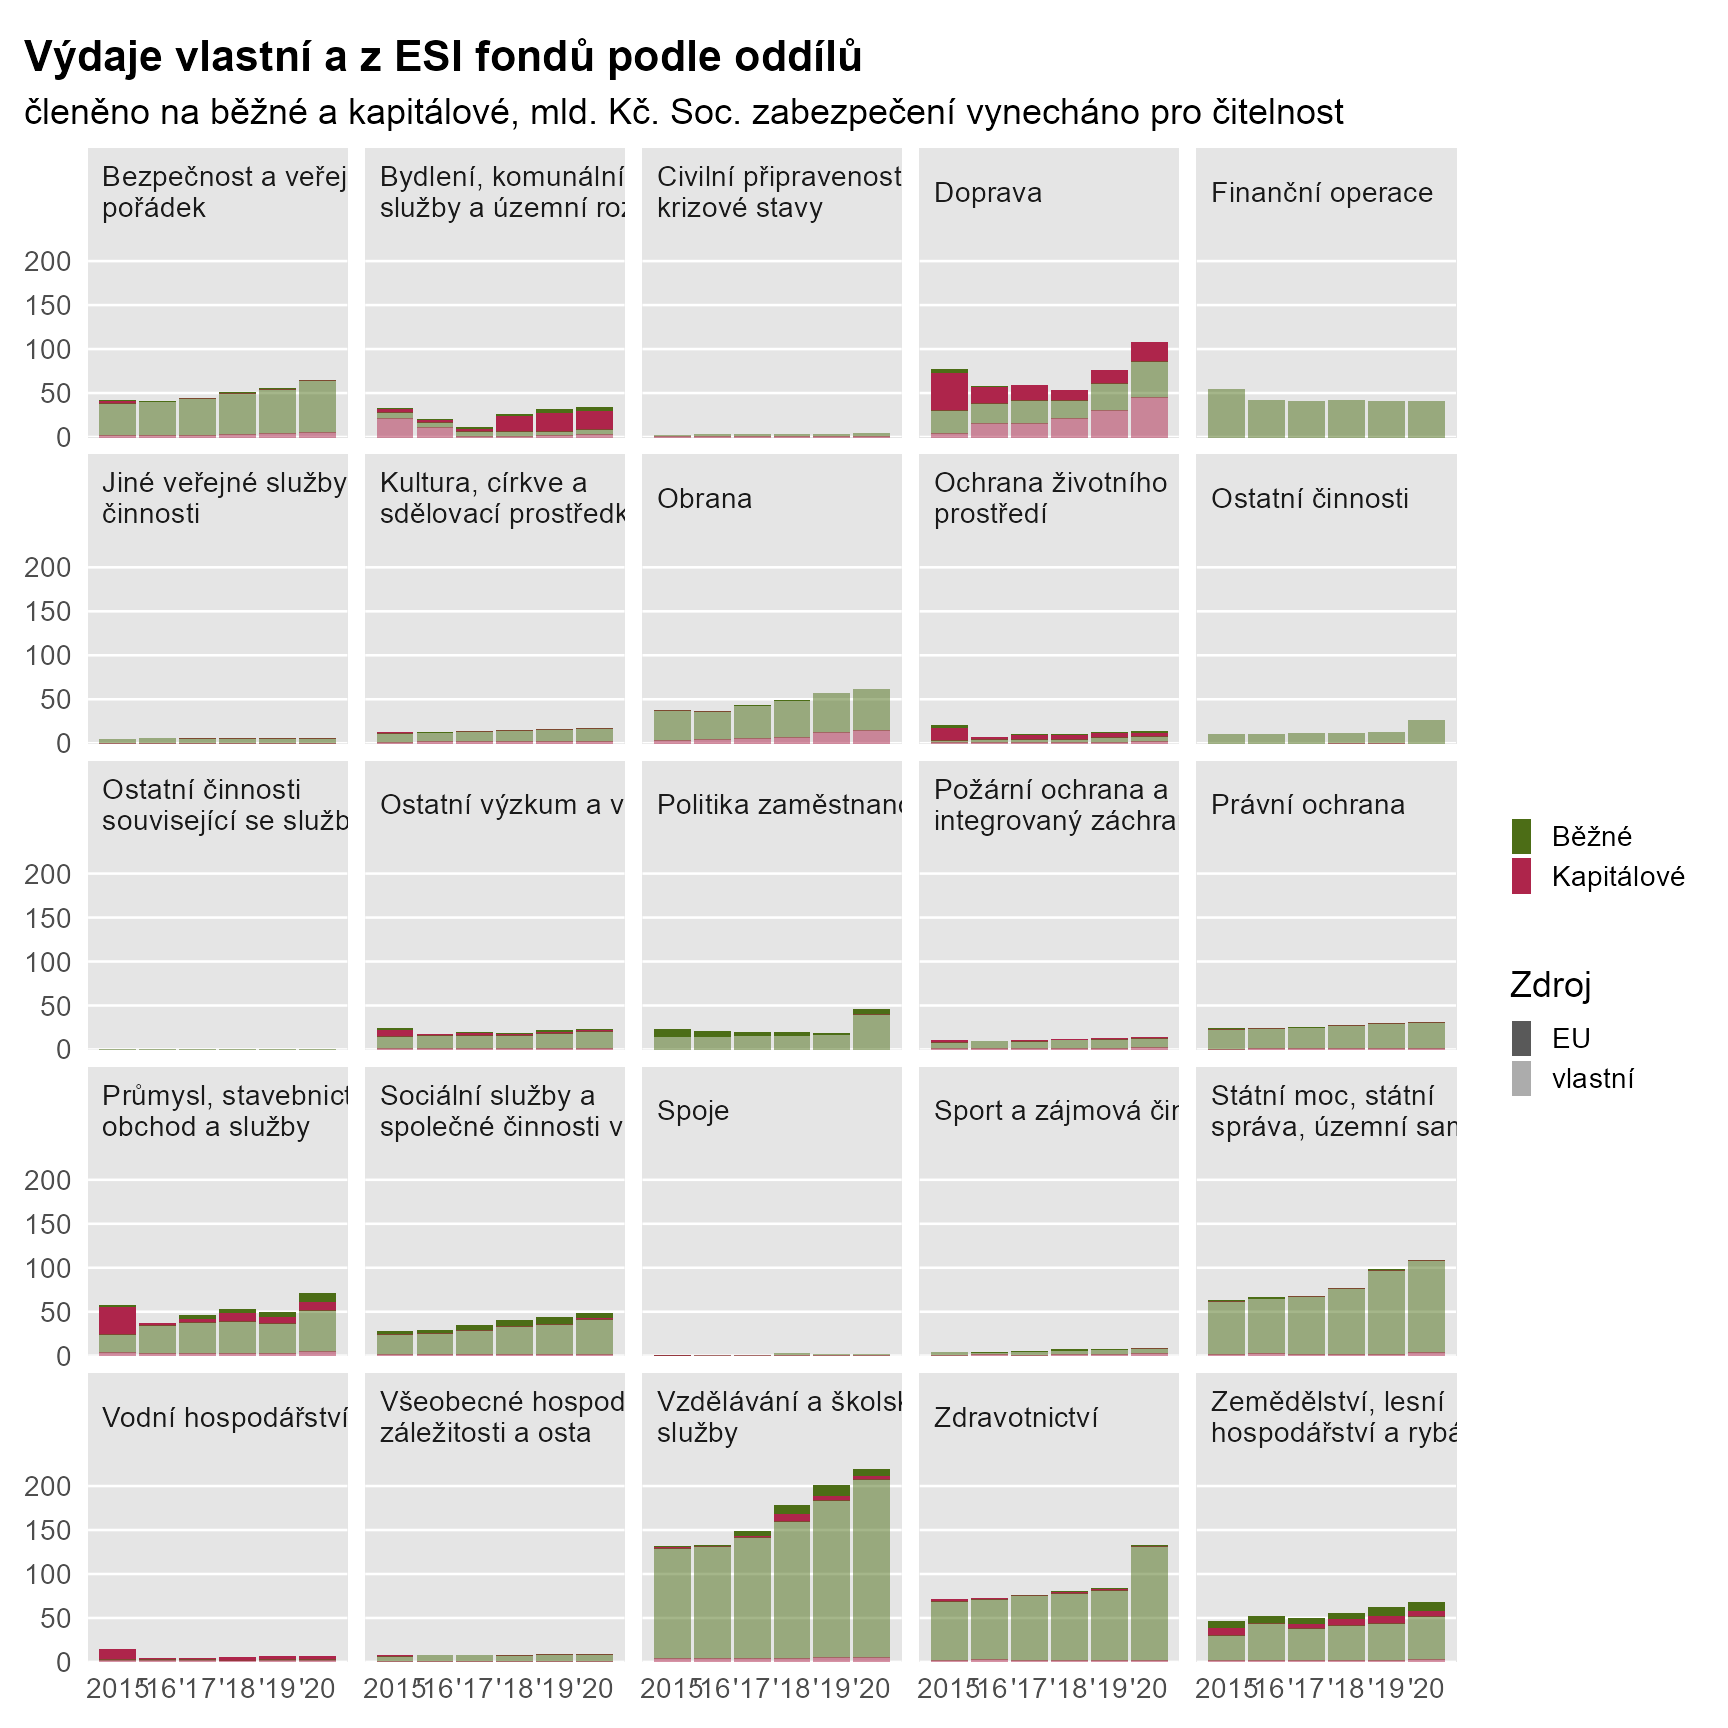 Výdaje vlastní a z ESI fondů podle oddílů
členěno na běžné a kapitálové, mld. Kč. Soc. zabezpečení vynecháno pro čitelnost
Bezpečnost a veřej
pořádek
Bydlení, komunální
služby a územní roz
Civilní připravenost
krizové stavy
Doprava
Finanční operace
200
150
100
50
0
Jiné veřejné služby
činnosti
Kultura, církve a
sdělovací prostředk
Obrana
Ochrana životního
prostředí
Ostatní činnosti
200
150
100
50
0
Ostatní činnosti
související se služb
Ostatní výzkum a v
Politika zaměstnano
Požární ochrana a
integrovaný záchra
Právní ochrana
200
150
100
50
0
Průmysl, stavebnict
obchod a služby
Sociální služby a
společné činnosti v
Spoje
Sport a zájmová čin
Státní moc, státní
správa, územní sam
200
150
100
50
0
Vodní hospodářství
Všeobecné hospod
záležitosti a osta
Vzdělávání a školsk
služby
Zdravotnictví
Zemědělství, lesní
hospodářství a rybá
200
150
100
50
0
2015 '16 '17 '18 '19 '20
2015 '16 '17 '18 '19 '20
2015 '16 '17 '18 '19 '20
2015 '16 '17 '18 '19 '20
2015 '16 '17 '18 '19 '20
Běžné
Kapitálové
Zdroj
EU
vlastní